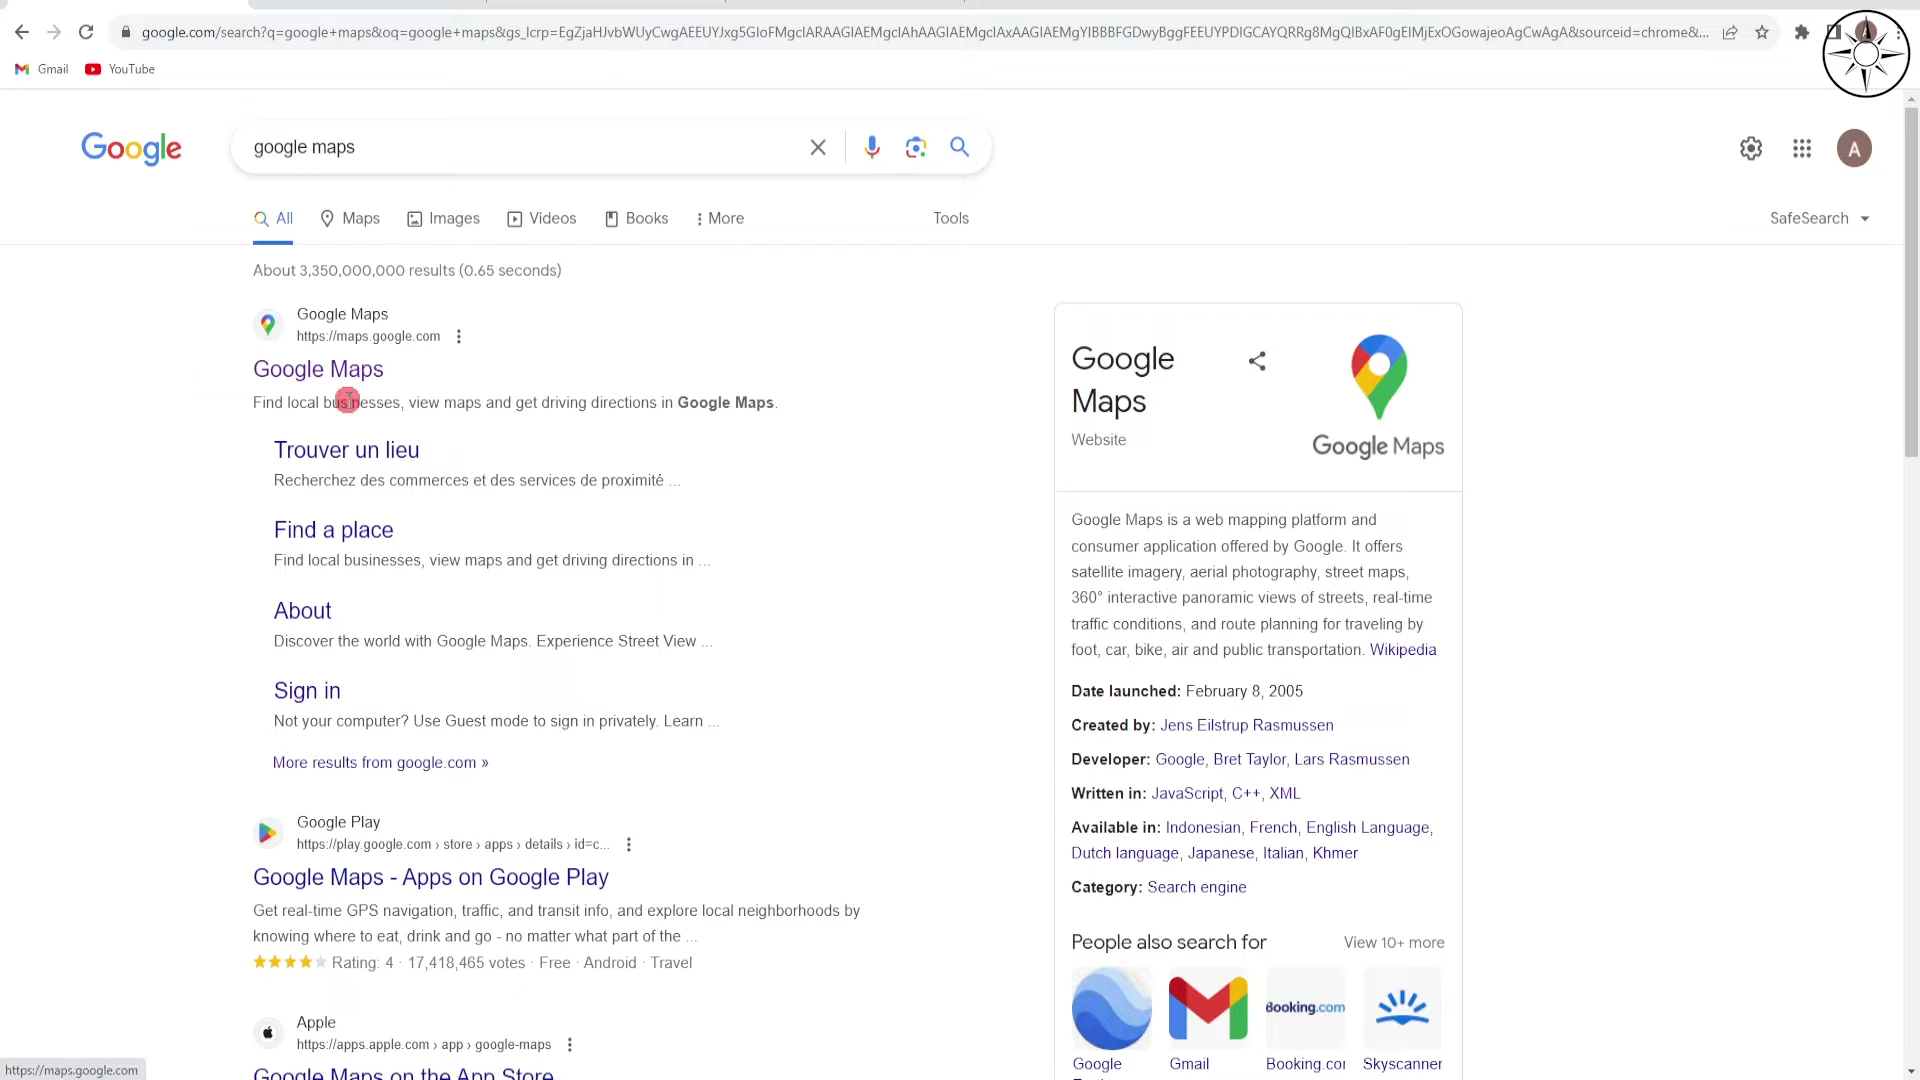 google.com/search?q=google+maps&oq=google+maps&gs_lcrp=
Gmail
YouTube
Google
google maps
A
All
Maps
Images
Videos
Books
More
Tools
SafeSearch
About 3,350,000,000 results (0.65 seconds)
Google Maps
https://maps.google.com
Google Maps
Find local businesses, view maps and get driving directions in Google Maps.
Trouver un lieu
Recherchez des commerces et des services de proximité ...
Find a place
Find local businesses, view maps and get driving directions in ...
About
Discover the world with Google Maps. Experience Street View ...
Sign in
Not your computer? Use Guest mode to sign in privately. Learn ...
More results from google.com »
Google Play
https://play.google.com › store › apps › details › id=c...
Google Maps - Apps on Google Play
Get real-time GPS navigation, traffic, and transit info, and explore local neighborhoods by
knowing where to eat, drink and go - no matter what part of the ...
Rating: 4 · 17,418,465 votes · Free · Android · Travel
Apple
https://apps.apple.com › app › google-maps
Google Maps on the App Store
Google
Maps
Website
Google Maps
Google Maps is a web mapping platform and
consumer application offered by Google. It offers
satellite imagery, aerial photography, street maps,
360° interactive panoramic views of streets, real-time
traffic conditions, and route planning for traveling by
foot, car, bike, air and public transportation. Wikipedia
Date launched: February 8, 2005
Created by: Jens Eilstrup Rasmussen
Developer: Google, Bret Taylor, Lars Rasmussen
Written in: JavaScript, C++, XML
Available in: Indonesian, French, English Language,
Dutch language, Japanese, Italian, Khmer
Category: Search engine
People also search for
View 10+ more
Booking.com
Google
Gmail
Booking.cor
Skyscanner
https://maps.google.com